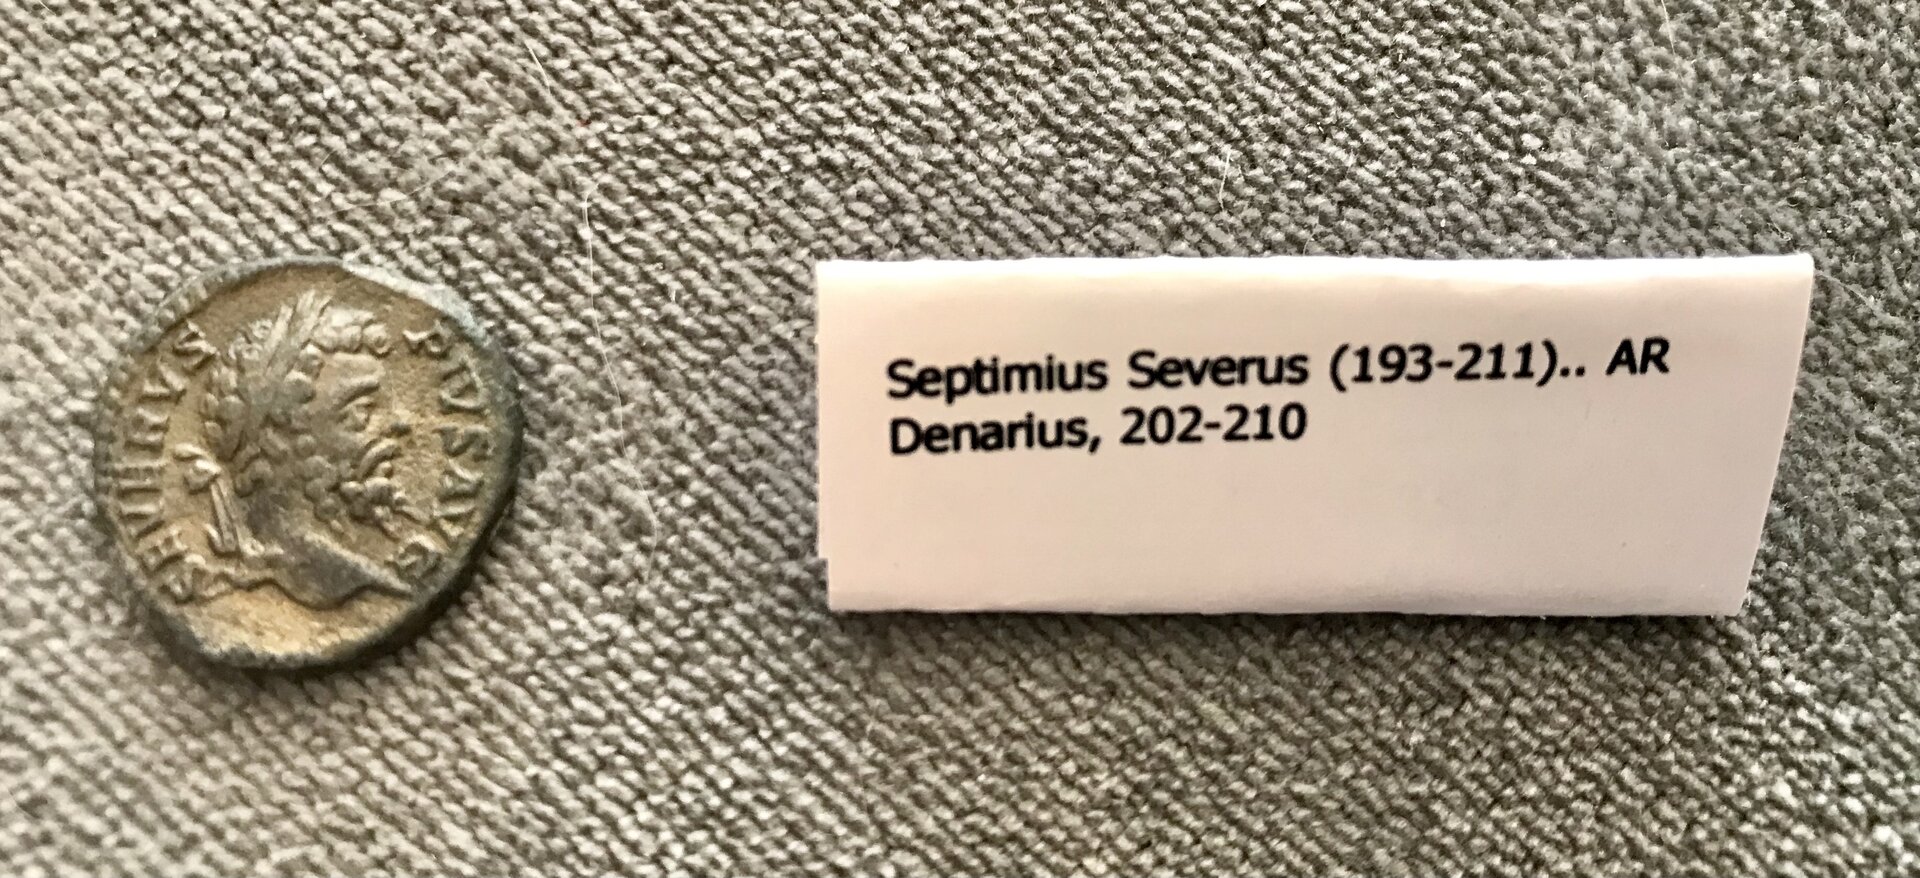 SEVERVS PIVS AVG
Septimius Severus (193-211).. AR
Denarius, 202-210